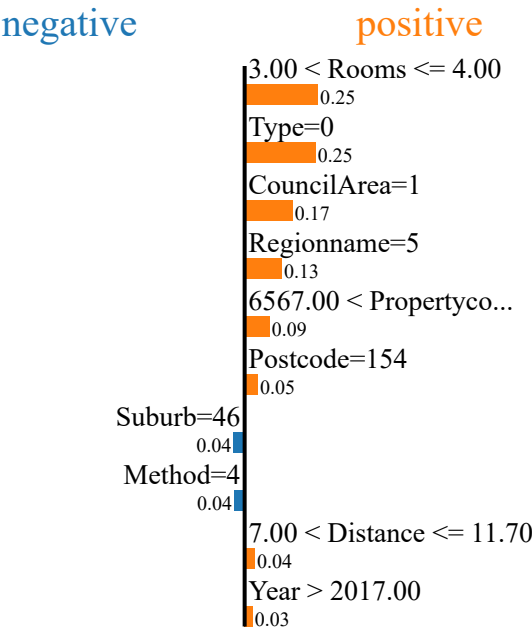 negative positive
3.00 < Rooms <= 4.00
0.25
Type=0
0.25
CouncilArea=1
0.17
Regionname=5
0.13
6567.00 < Propertyco...
0.09
Postcode=154
0.05
Suburb=46
0.04
Method=4
0.04
7.00 < Distance <= 11.70
0.04
Year > 2017.00
0.03